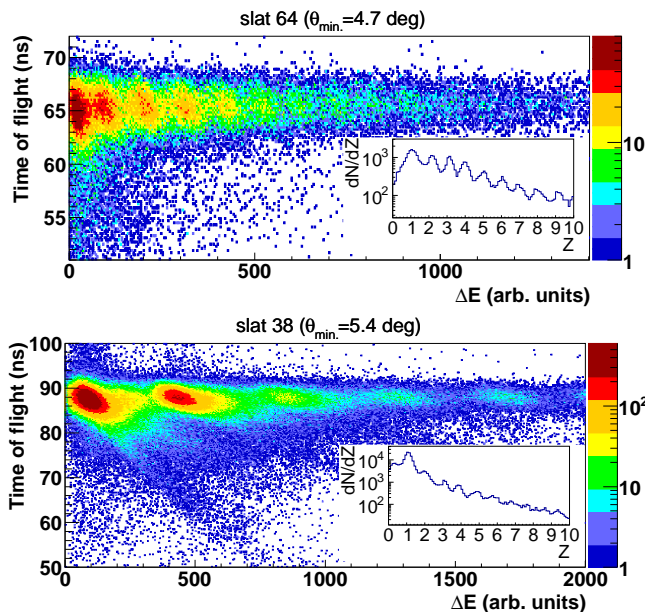 slat 64 (θmin.=4.7 deg)
Time of flight (ns)
70
65
60
55
0 500 1000
ΔE (arb. units)
10
1
dN/dZ
10³
10²
0 1 2 3 4 5 6 7 8 9 10
Z
slat 38 (θmin.=5.4 deg)
Time of flight (ns)
100
90
80
70
60
50
0 500 1000 1500 2000
ΔE (arb. units)
10²
10
1
dN/dZ
10⁴
10³
10²
0 1 2 3 4 5 6 7 8 9 10
Z